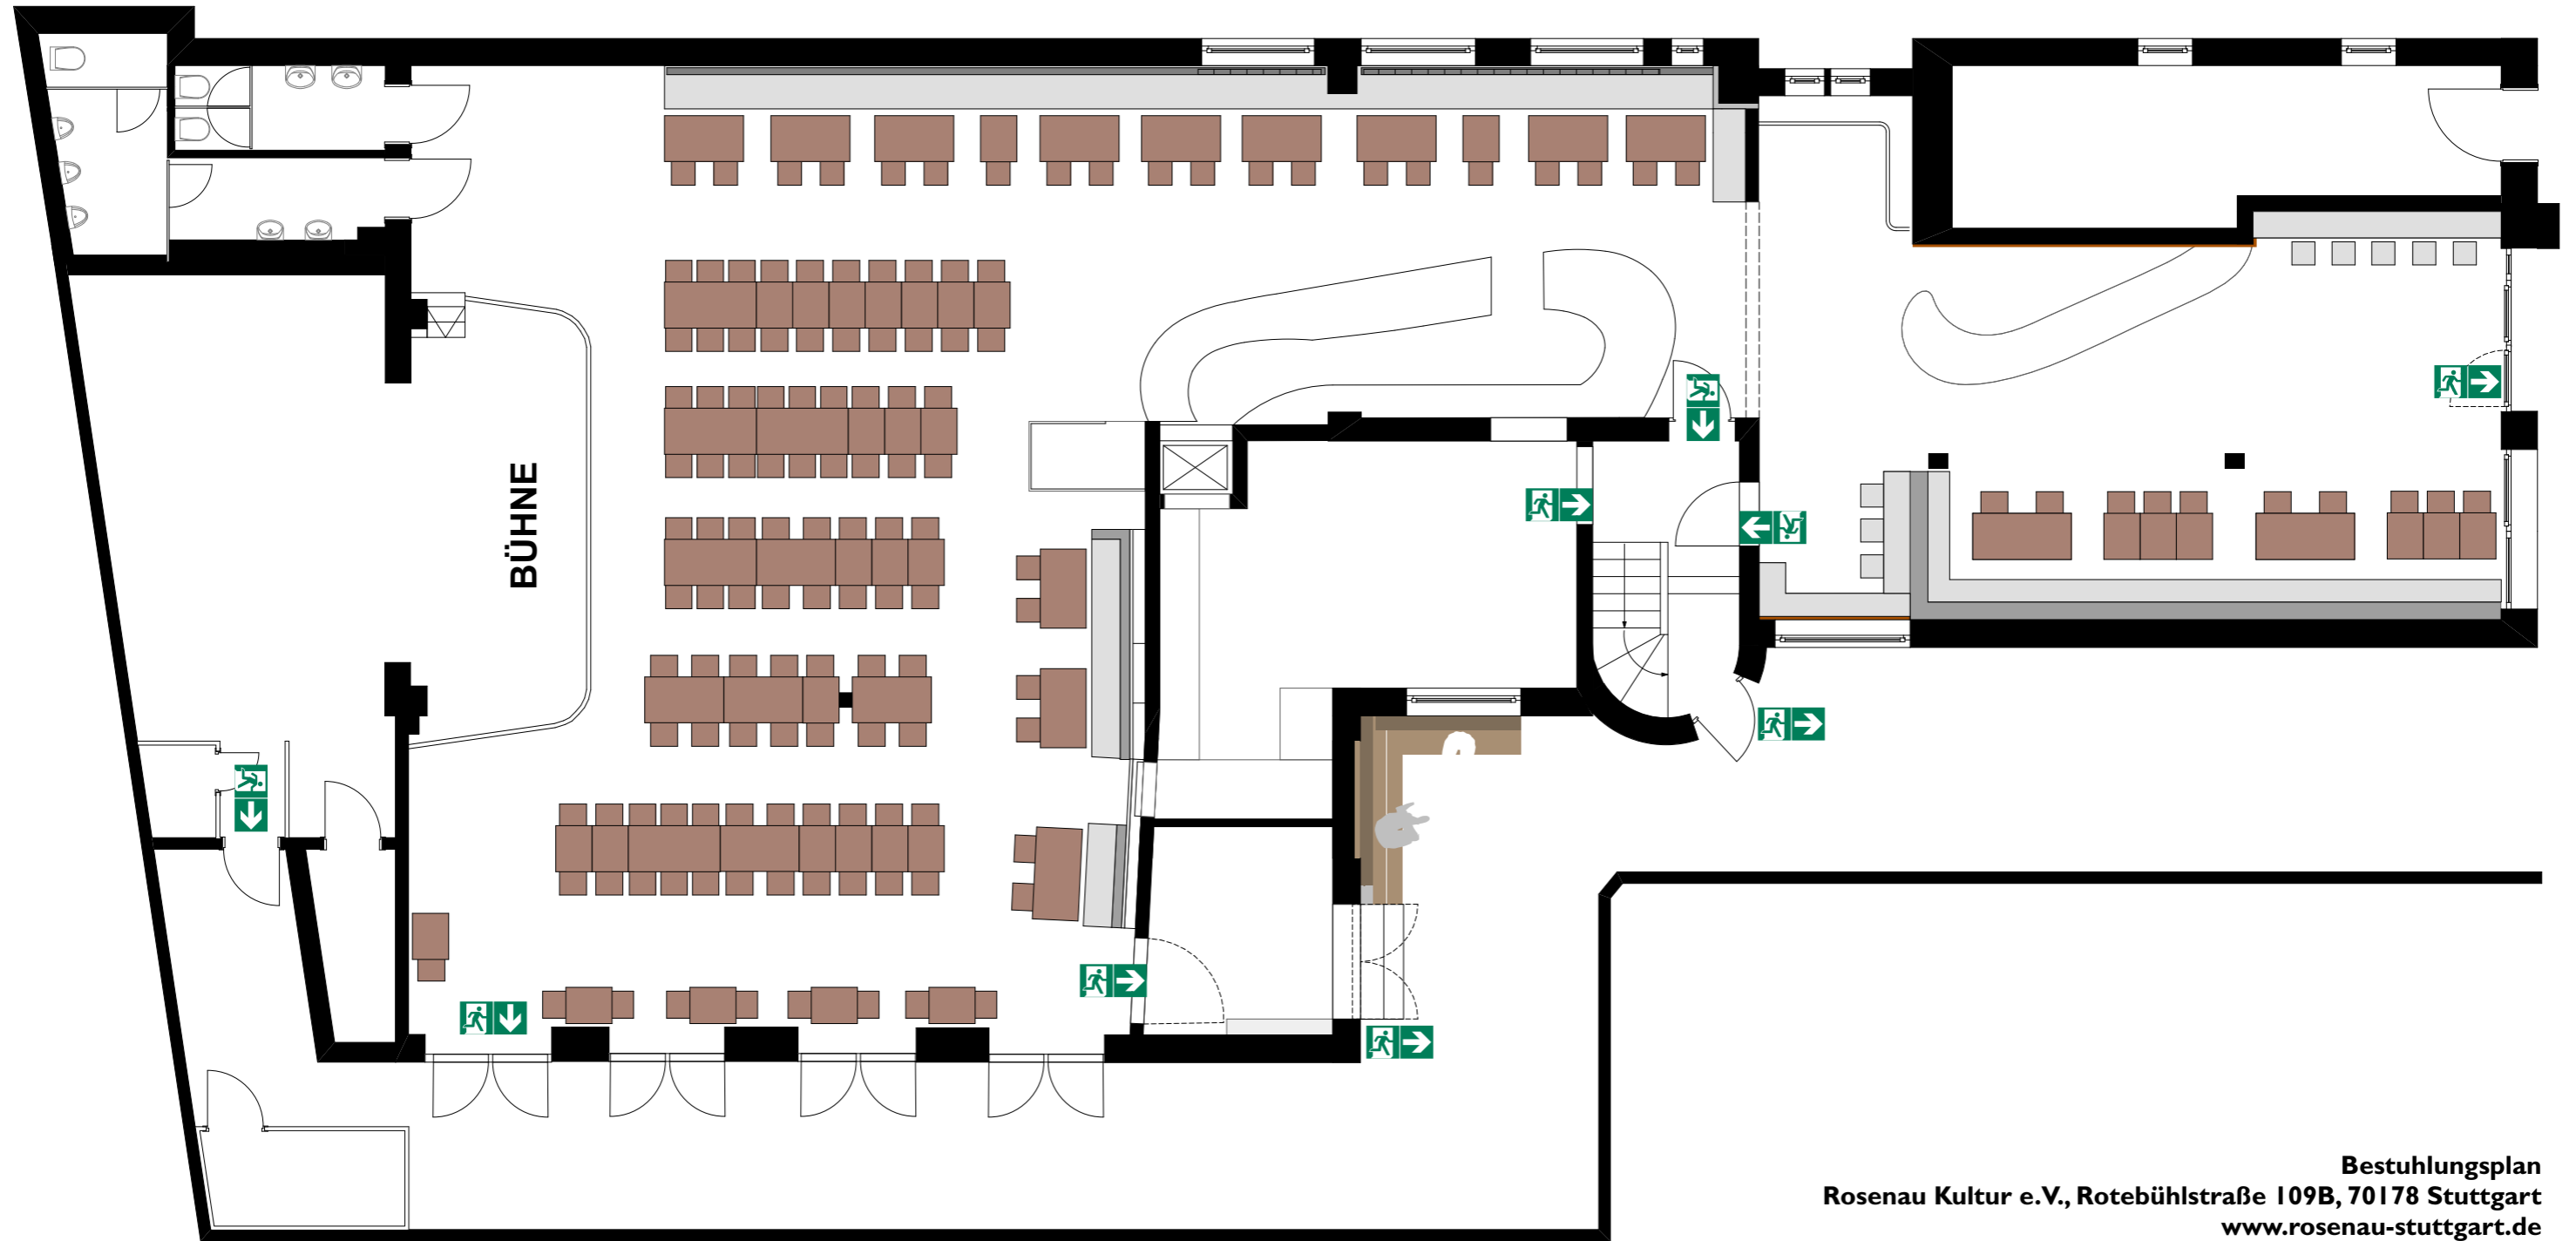 BÜHNE
Bestuhlungsplan
Rosenau Kultur e.V., Rotebühlstraße 109B, 70178 Stuttgart
www.rosenau-stuttgart.de